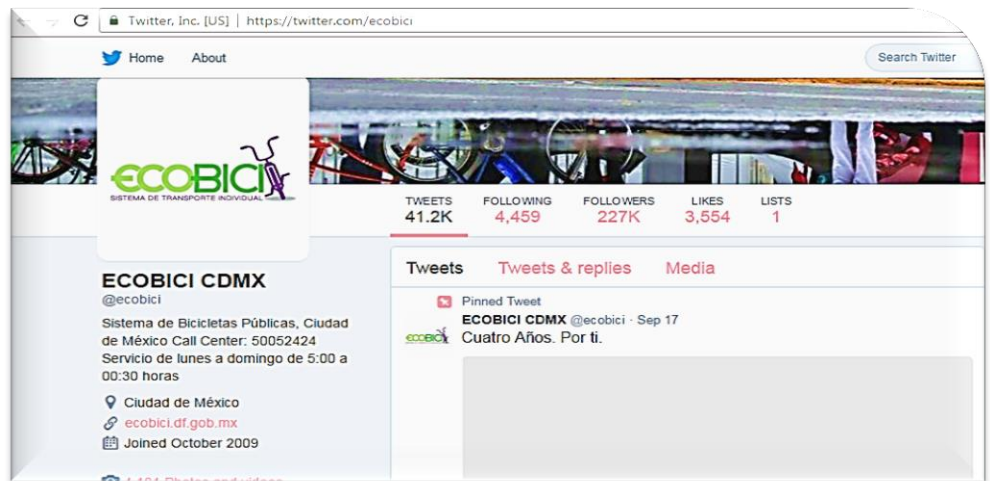 Twitter, Inc. [US] | https://twitter.com/ecobici
Home About
Search Twitter
ECOBICI
SISTEMA DE TRANSPORTE INDIVIDUAL
TWEETS FOLLOWING FOLLOWERS LIKES LISTS
41.2K 4,459 227K 3,554 1
ECOBICI CDMX
@ecobici
Sistema de Bicicletas Públicas, Ciudad
de México Call Center: 50052424
Servicio de lunes a domingo de 5:00 a
00:30 horas
Ciudad de México
ecobici.df.gob.mx
Joined October 2009
Photos and videos
Tweets Tweets & replies Media
Pinned Tweet
ECOBICI CDMX @ecobici · Sep 17
ECOBICI
Cuatro Años. Por ti.